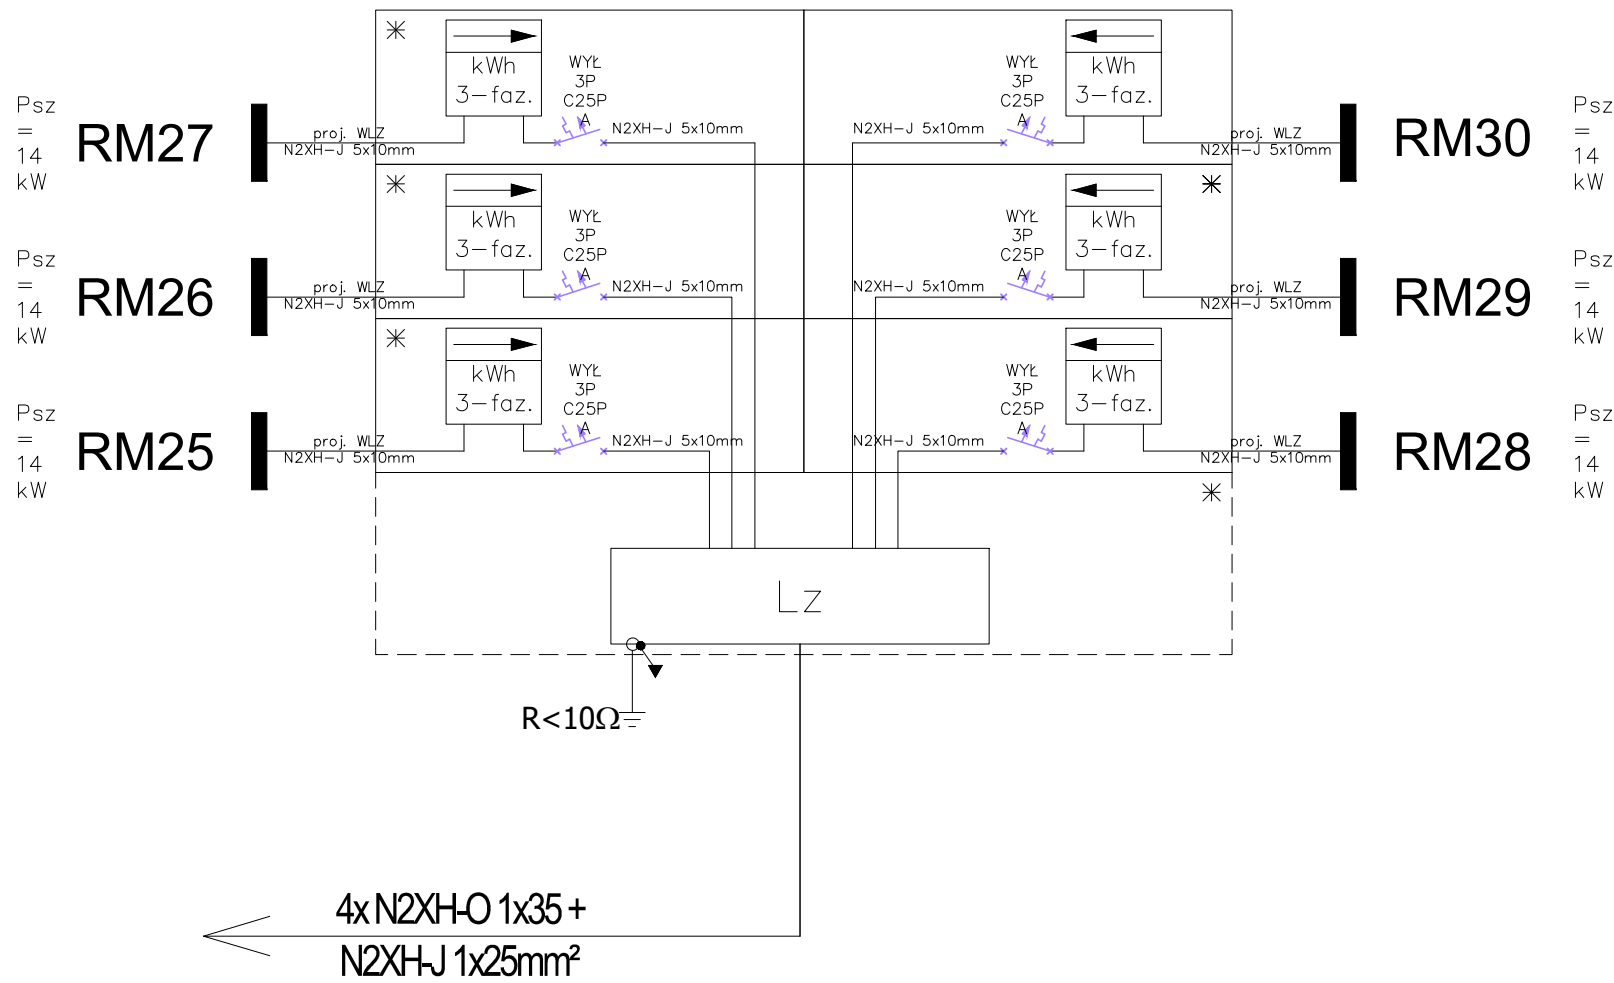 kWh
3-faz.
WYŁ
3P
C25P
A
Psz
=
14
kW
RM27
proj. WLZ
N2XH-J 5x10mm
N2XH-J 5x10mm
WYŁ
3P
C25P
A
kWh
3-faz.
N2XH-J 5x10mm
proj. WLZ
N2XH-J 5x10mm
RM30
Psz
=
14
kW
kWh
3-faz.
WYŁ
3P
C25P
A
Psz
=
14
kW
RM26
proj. WLZ
N2XH-J 5x10mm
N2XH-J 5x10mm
WYŁ
3P
C25P
A
kWh
3-faz.
N2XH-J 5x10mm
proj. WLZ
N2XH-J 5x10mm
RM29
Psz
=
14
kW
kWh
3-faz.
WYŁ
3P
C25P
A
Psz
=
14
kW
RM25
proj. WLZ
N2XH-J 5x10mm
N2XH-J 5x10mm
WYŁ
3P
C25P
A
kWh
3-faz.
N2XH-J 5x10mm
proj. WLZ
N2XH-J 5x10mm
RM28
Psz
=
14
kW
Lz
R<10Ω
4x N2XH-O 1x35 +
N2XH-J 1x25mm²